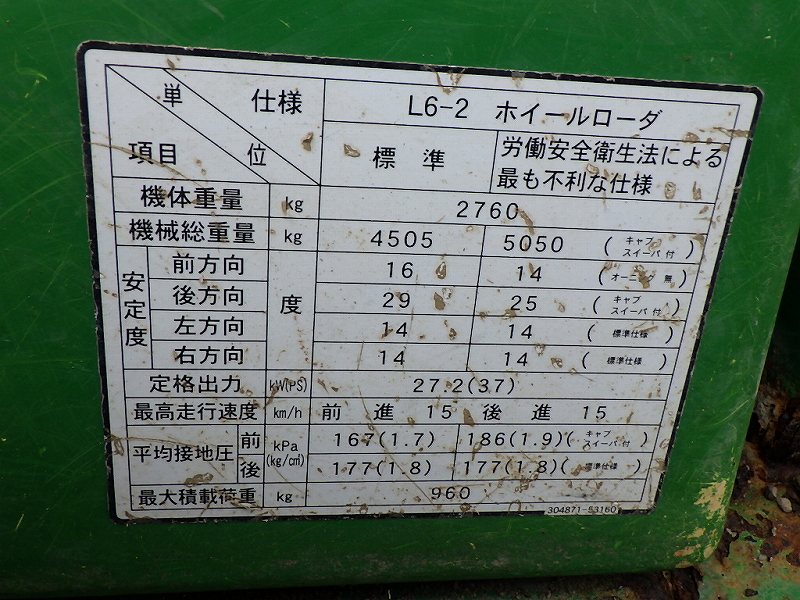 単 仕様 L6-2 ホイールローダ
項目 位 標準 労働安全衛生法による
最も不利な仕様
機体重量 kg 2760
機械総重量 kg 4505 5050 (キャブ
スイーパ付)
安定度 前方向 度 16 14 (オーニング 無)
後方向 29 25 (キャブ
スイーパ付)
左方向 14 14 (標準仕様)
右方向 14 14 (標準仕様)
定格出力 kW(PS) 27.2(37)
最高走行速度 km/h 前進 15 後進 15
平均接地圧 前 kPa 167(1.7) 186(1.9)(キャブ
スイーパ付)
後 (kg/c㎡) 177(1.8) 177(1.8)(標準仕様)
最大積載荷重 kg 960
304871-53160